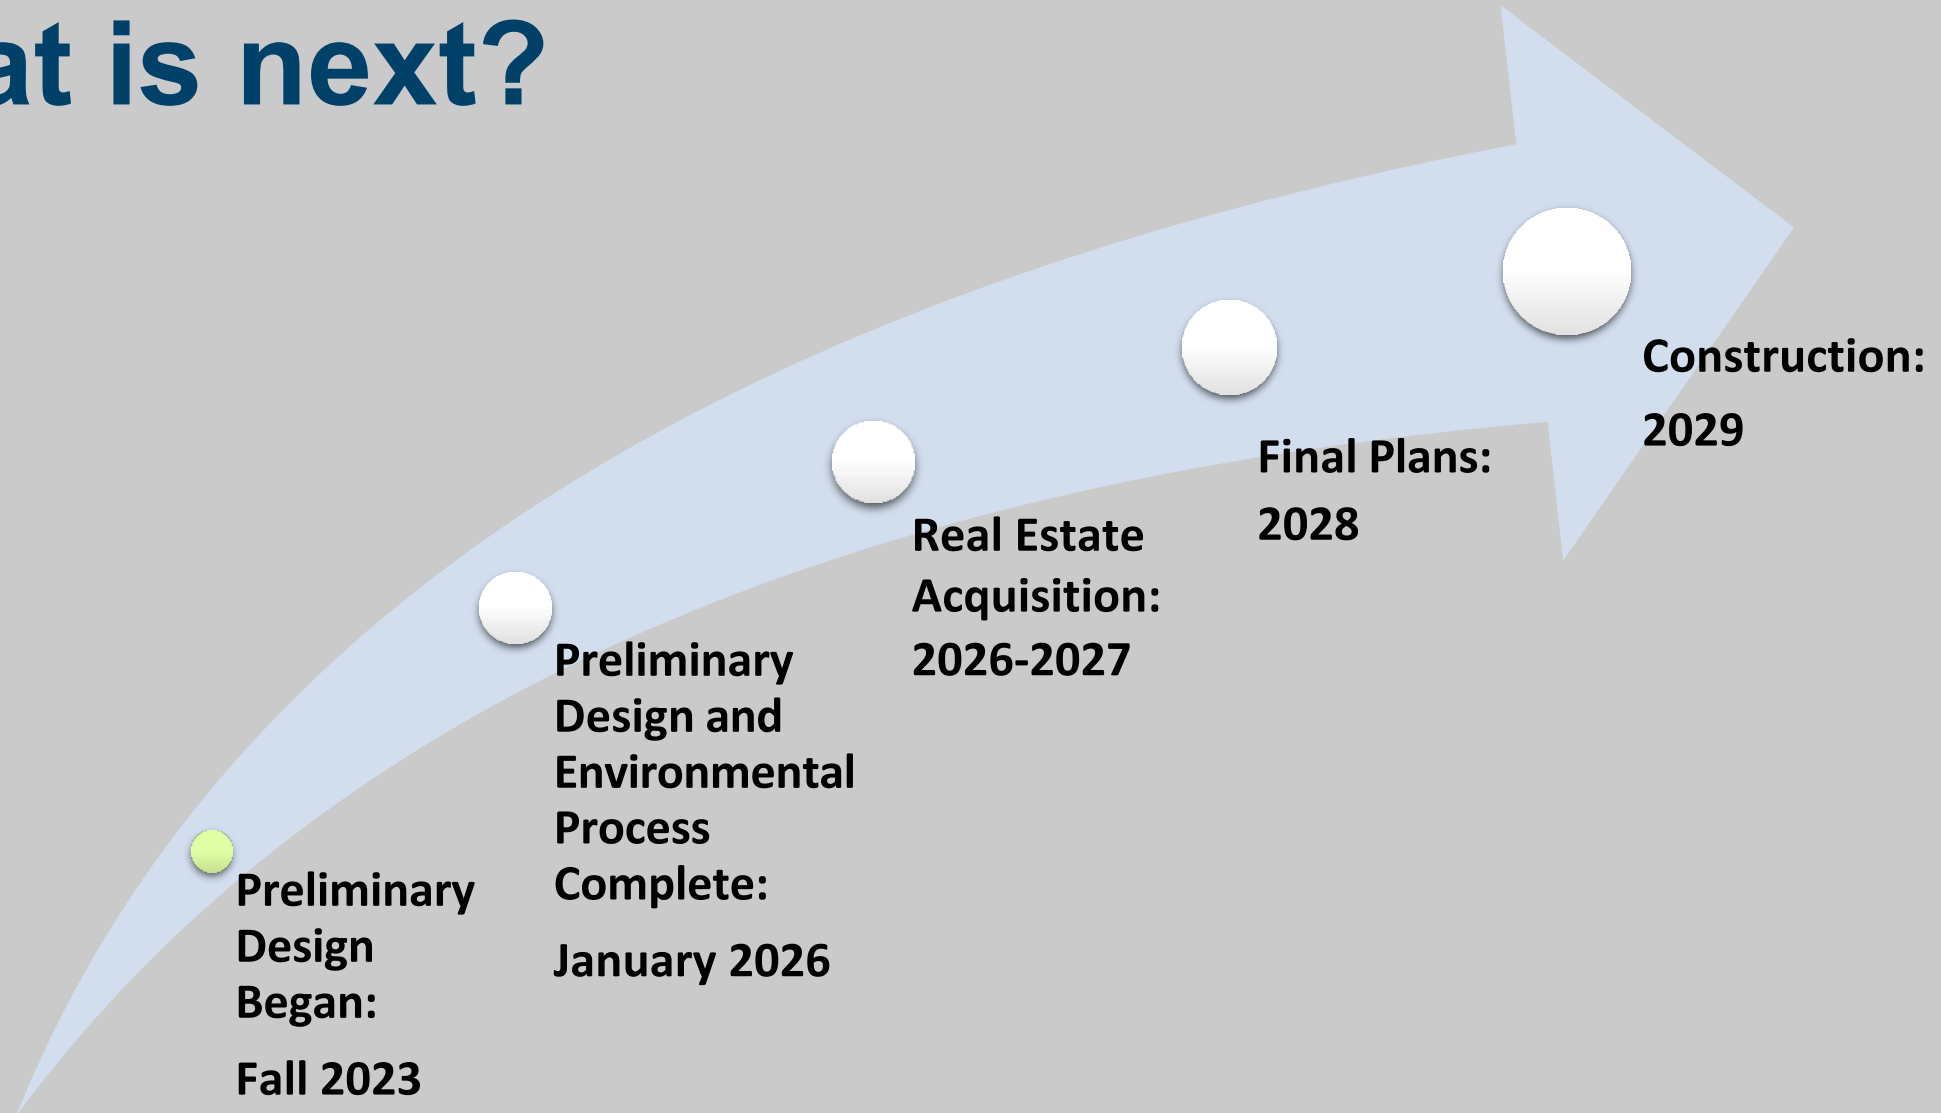 at is next?
Construction:
2029
Final Plans:
2028
Real Estate
Acquisition:
2026-2027
Preliminary
Design and
Environmental
Process
Complete:
January 2026
Preliminary
Design
Began:
Fall 2023